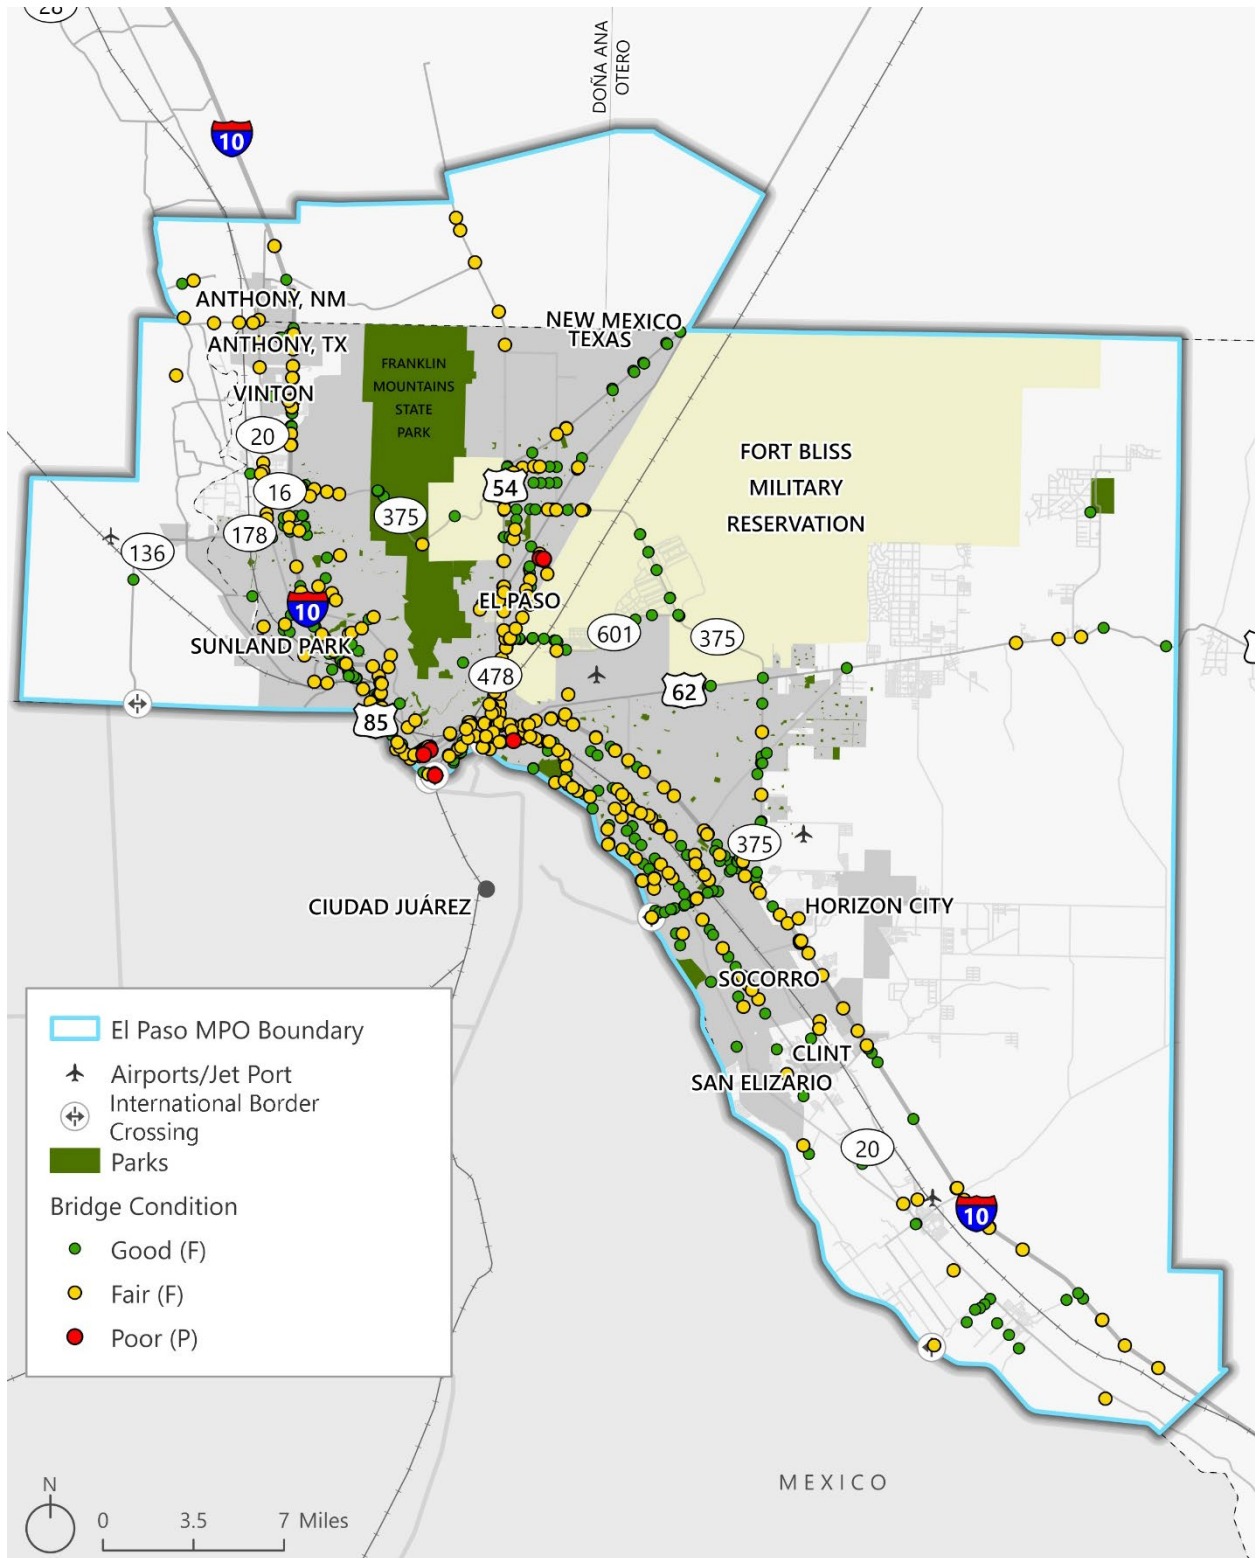 28
DOÑA ANA
OTERO
10
ANTHONY, NM
NEW MEXICO
TEXAS
ANTHONY, TX
FRANKLIN
MOUNTAINS
STATE
PARK
VINTON
20
FORT BLISS
MILITARY
RESERVATION
54
16
375
178
136
10
EL PASO
601
375
SUNLAND PARK
478
62
85
375
CIUDAD JUÁREZ
HORIZON CITY
SOCORRO
CLINT
SAN ELIZARIO
20
10
El Paso MPO Boundary
Airports/Jet Port
International Border
Crossing
Parks
Bridge Condition
Good (F)
Fair (F)
Poor (P)
MEXICO
N
0 3.5 7 Miles